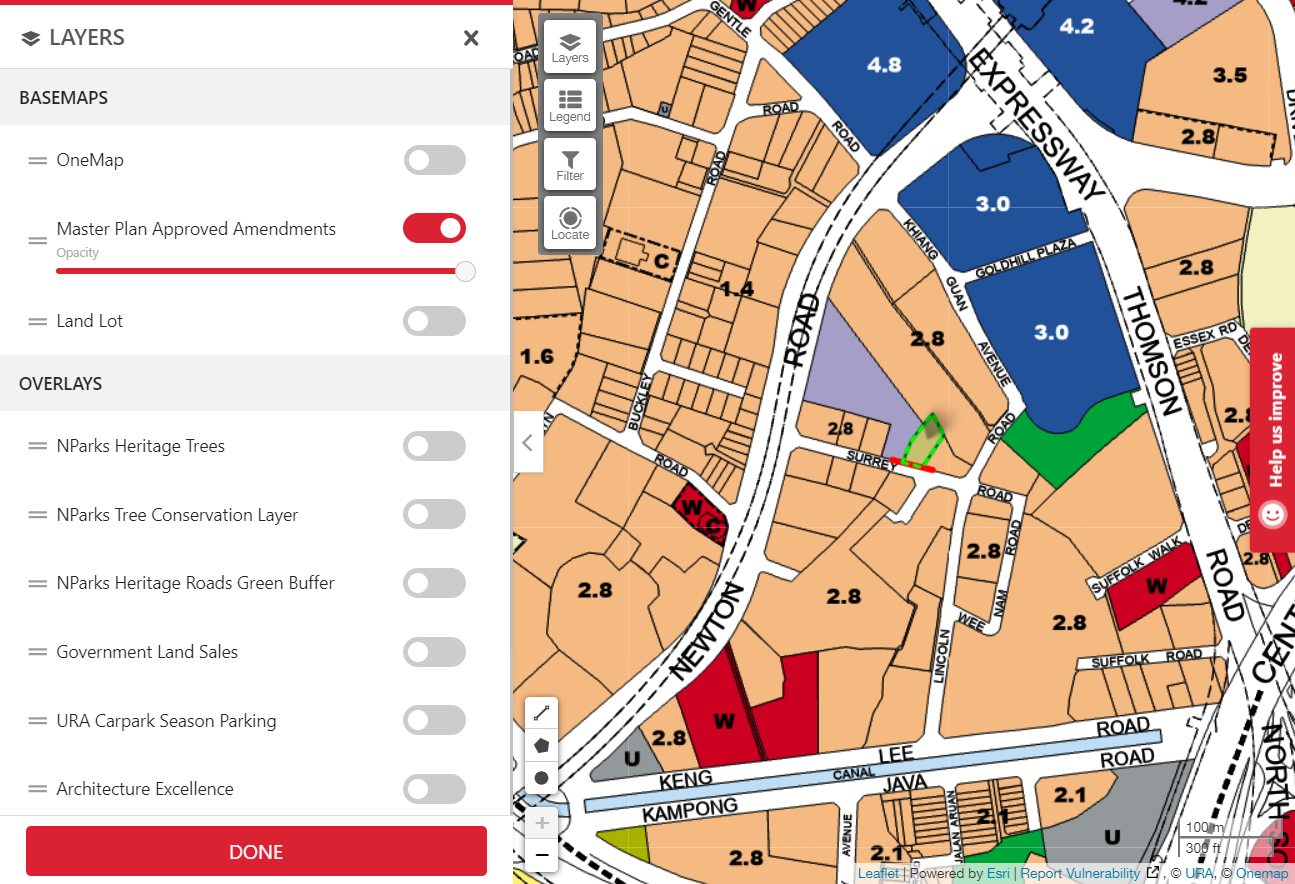 LAYERS
BASEMAPS
OneMap
Master Plan Approved Amendments
Opacity
Land Lot
OVERLAYS
NParks Heritage Trees
NParks Tree Conservation Layer
NParks Heritage Roads Green Buffer
Government Land Sales
URA Carpark Season Parking
Architecture Excellence
DONE
Layers
Legend
Filter
Locate
W
GENTLE
ROAD
4.8
4.2
4.2
3.5
2.8
EXPRESSWAY
ROAD
ROAD
U
ROAD
3.0
KHIANG
GUAN
AVENUE
GOLDHILL PLAZA
C
1.4
ROAD
2.8
3.0
2.8
THOMSON
ESSEX RD
1.6
BUCKLEY
2.8
SURREY
ROAD
ROAD
ROAD
W
C
2.8
ROAD
2.8
SUFFOLK WALK
W
ROAD
2.8
2.8
2.8
WEE
NAM
2.8
NEWTON
LINCOLN
SUFFOLK ROAD
CENT
W
2.8
U
KENG
LEE
ROAD
CANAL
KAMPONG
JAVA
ROAD
NORTH
2.1
2.1
2.1
2.8
AVENUE
JALAN ARUAN
U
100 m
300 ft
Help us improve
Leaflet | Powered by Esri | Report Vulnerability , © URA, © Onemap